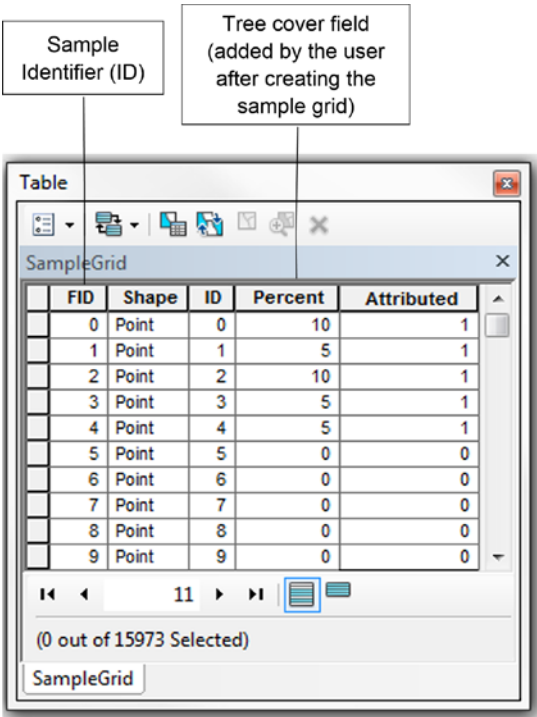 Sample
Identifier (ID)
Tree cover field
(added by the user
after creating the
sample grid)
Table
SampleGrid
FID Shape ID Percent Attributed
0 Point 0 10 1
1 Point 1 5 1
2 Point 2 10 1
3 Point 3 5 1
4 Point 4 5 1
5 Point 5 0 0
6 Point 6 0 0
7 Point 7 0 0
8 Point 8 0 0
9 Point 9 0 0
11
(0 out of 15973 Selected)
SampleGrid